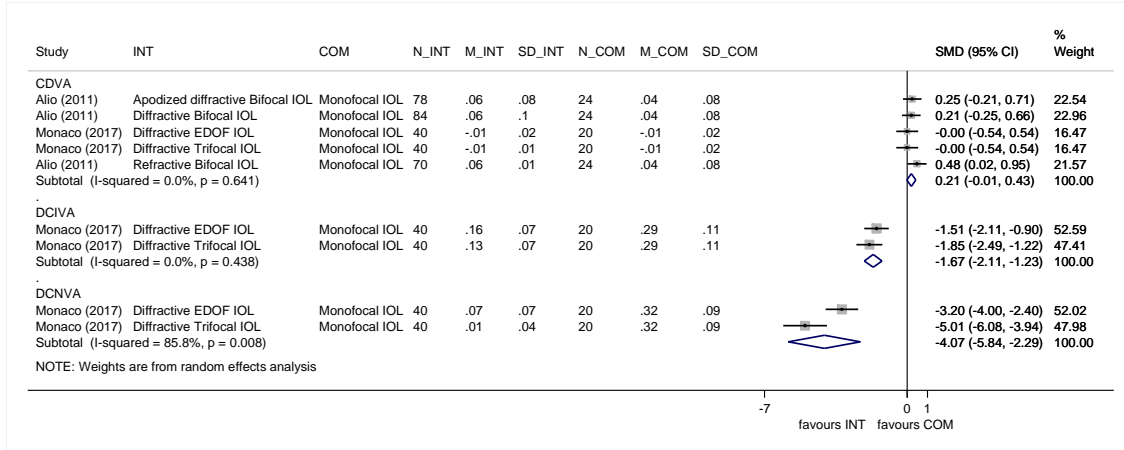 %
Study INT COM N_INT M_INT SD_INT N_COM M_COM SD_COM SMD (95% CI) Weight
CDVA
Alio (2011) Apodized diffractive Bifocal IOL Monofocal IOL 78 .06 .08 24 .04 .08 0.25 (-0.21, 0.71) 22.54
Alio (2011) Diffractive Bifocal IOL Monofocal IOL 84 .06 .1 24 .04 .08 0.21 (-0.25, 0.66) 22.96
Monaco (2017) Diffractive EDOF IOL Monofocal IOL 40 -.01 .02 20 -.01 .02 -0.00 (-0.54, 0.54) 16.47
Monaco (2017) Diffractive Trifocal IOL Monofocal IOL 40 -.01 .01 20 -.01 .02 -0.00 (-0.54, 0.54) 16.47
Alio (2011) Refractive Bifocal IOL Monofocal IOL 70 .06 .01 24 .04 .08 0.48 (0.02, 0.95) 21.57
Subtotal (I-squared = 0.0%, p = 0.641) 0.21 (-0.01, 0.43) 100.00
.
DCIVA
Monaco (2017) Diffractive EDOF IOL Monofocal IOL 40 .16 .07 20 .29 .11 -1.51 (-2.11, -0.90) 52.59
Monaco (2017) Diffractive Trifocal IOL Monofocal IOL 40 .13 .07 20 .29 .11 -1.85 (-2.49, -1.22) 47.41
Subtotal (I-squared = 0.0%, p = 0.438) -1.67 (-2.11, -1.23) 100.00
.
DCNVA
Monaco (2017) Diffractive EDOF IOL Monofocal IOL 40 .07 .07 20 .32 .09 -3.20 (-4.00, -2.40) 52.02
Monaco (2017) Diffractive Trifocal IOL Monofocal IOL 40 .01 .04 20 .32 .09 -5.01 (-6.08, -3.94) 47.98
Subtotal (I-squared = 85.8%, p = 0.008) -4.07 (-5.84, -2.29) 100.00
NOTE: Weights are from random effects analysis
-7 0 1
favours INT favours COM